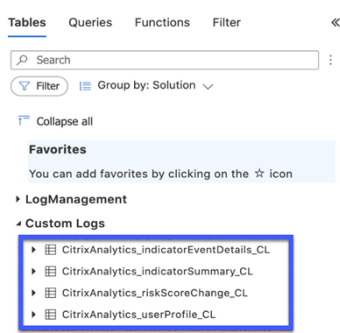 Tables Queries Functions Filter
Search
Filter Group by: Solution
Collapse all
Favorites
You can add favorites by clicking on the ☆ icon
LogManagement
Custom Logs
CitrixAnalytics_indicatorEventDetails_CL
CitrixAnalytics_indicatorSummary_CL
CitrixAnalytics_riskScoreChange_CL
CitrixAnalytics_userProfile_CL